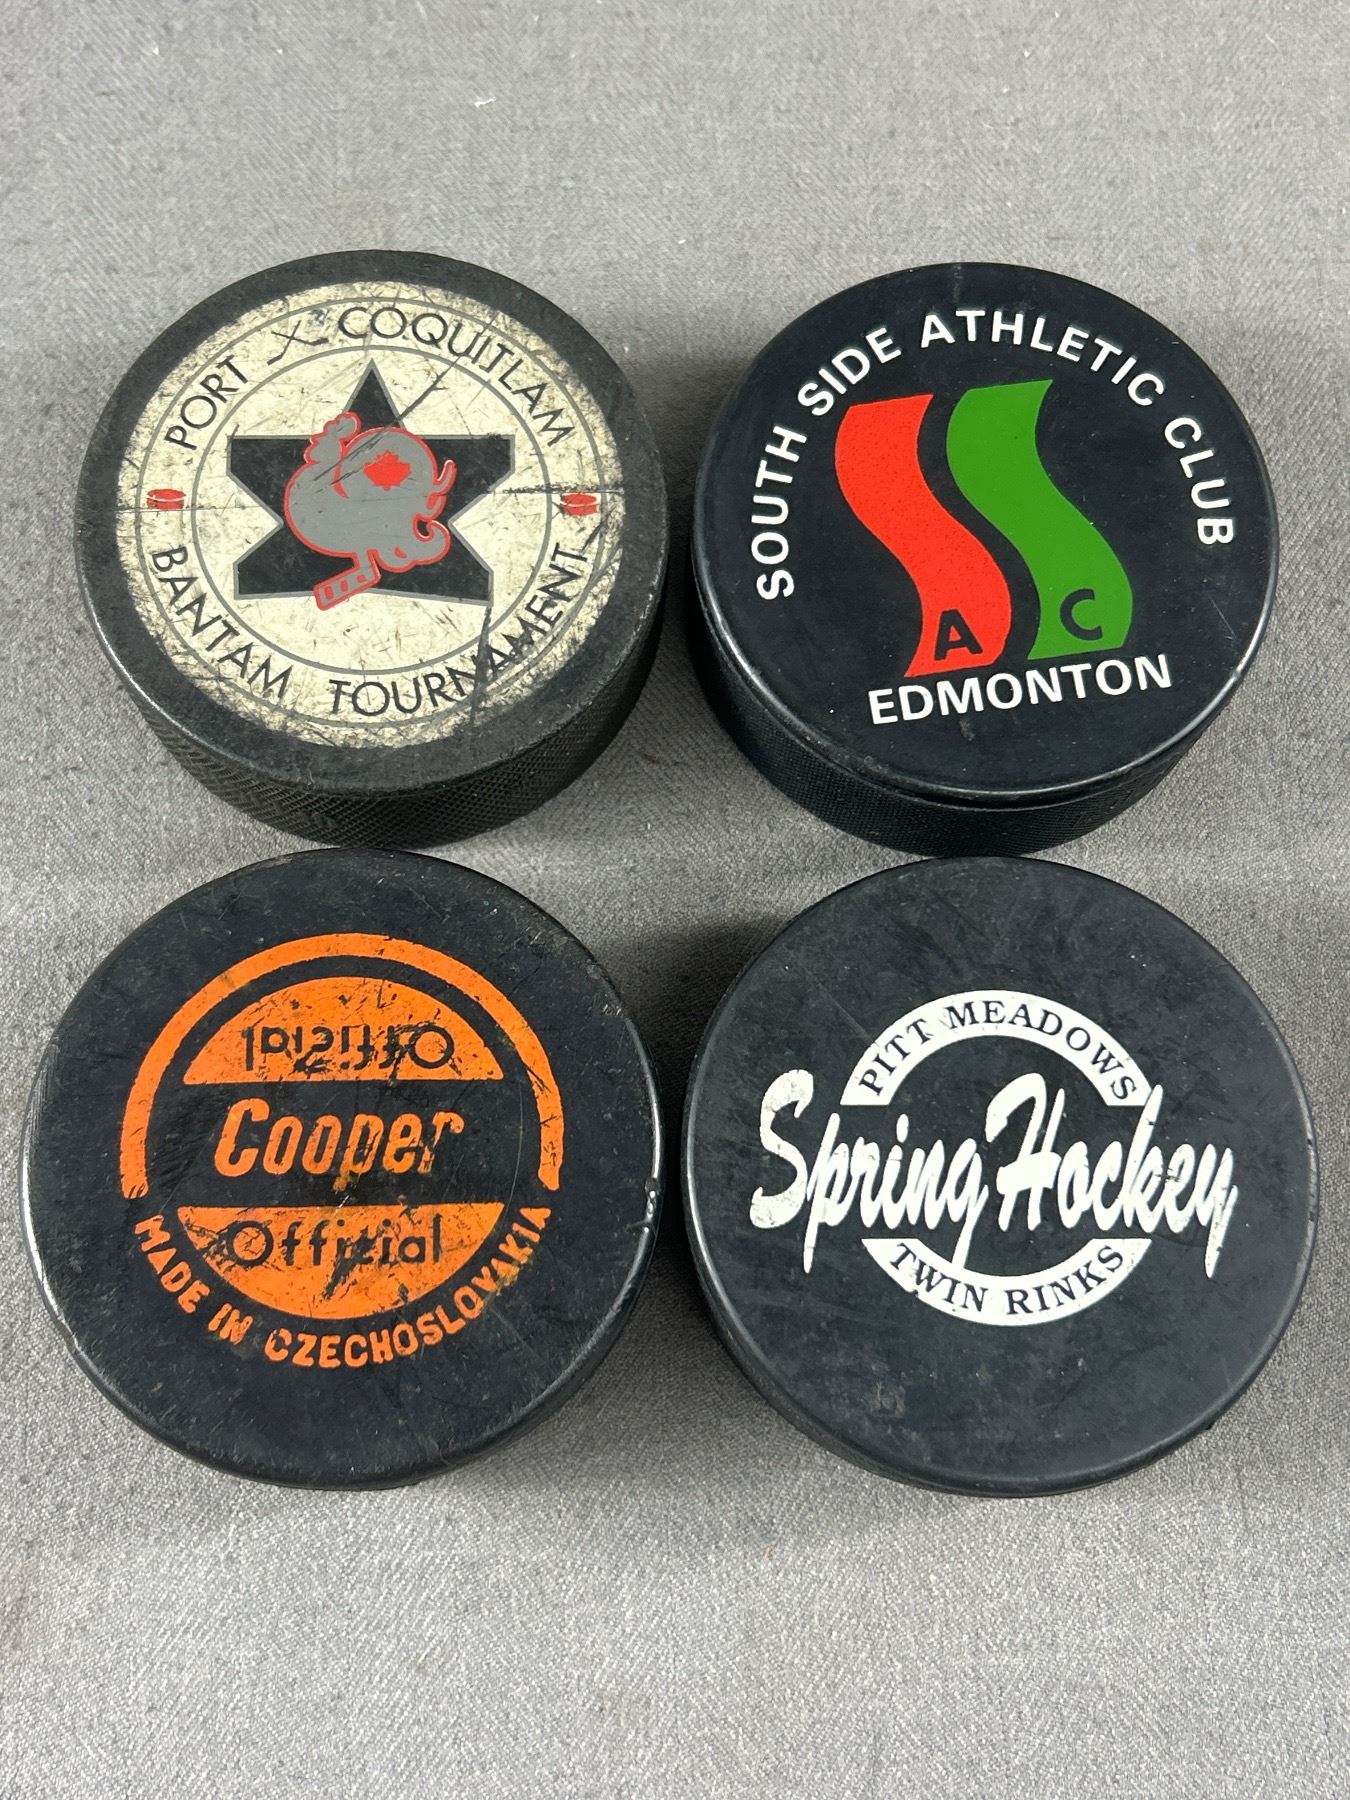 PORT COQUITLAM
BANTAM TOURNAMENT
SOUTH SIDE ATHLETIC CLUB
A C
EDMONTON
Official
Cooper
Official
MADE IN CZECHOSLOVAKIA
PITT MEADOWS
Spring Hockey
TWIN RINKS